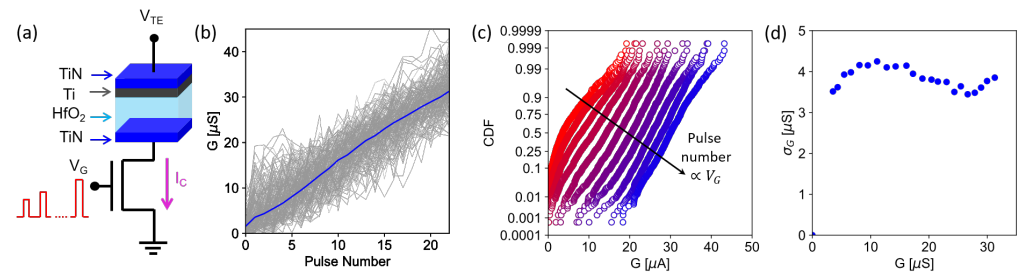 (a)
V_TE
TiN
Ti
HfO₂
TiN
V_G
I_C
(b)
G [µS]
40
30
20
10
0
0 5 10 15 20
Pulse Number
(c)
CDF
0.9999
0.999
0.99
0.9
0.75
0.5
0.25
0.1
0.01
0.001
0.0001
Pulse
number
∝ V_G
0 10 20 30 40 50
G [µA]
(d)
σ_G [µS]
5
4
3
2
1
0
0 10 20 30
G [µS]